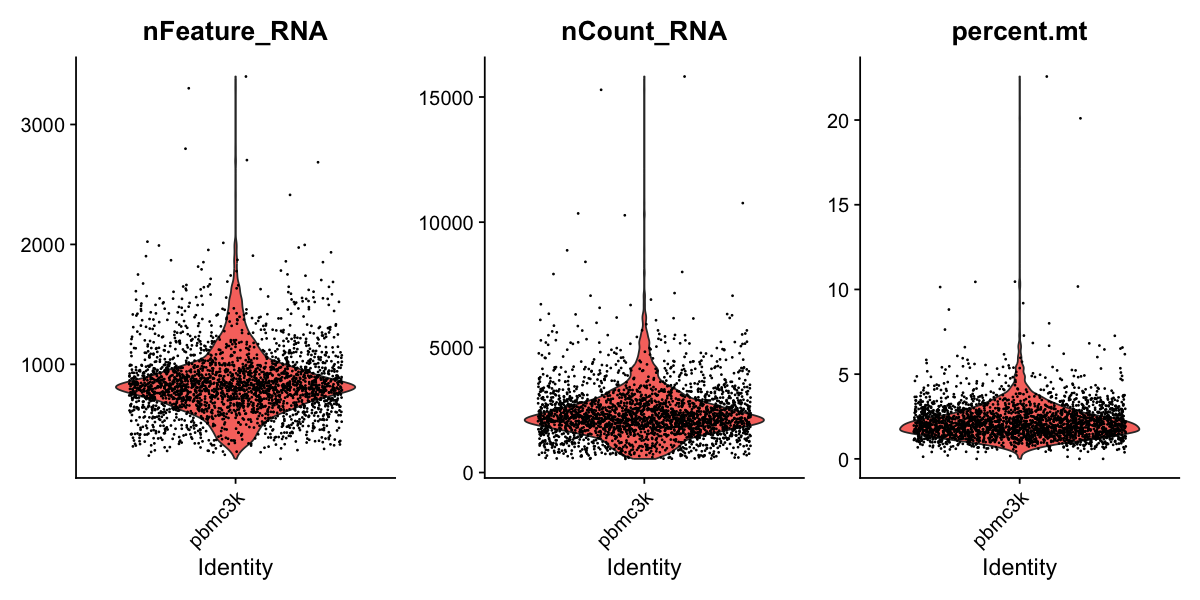 nFeature_RNA
3000
2000
1000
pbmc3k
Identity
nCount_RNA
15000
10000
5000
0
pbmc3k
Identity
percent.mt
20
15
10
5
0
pbmc3k
Identity